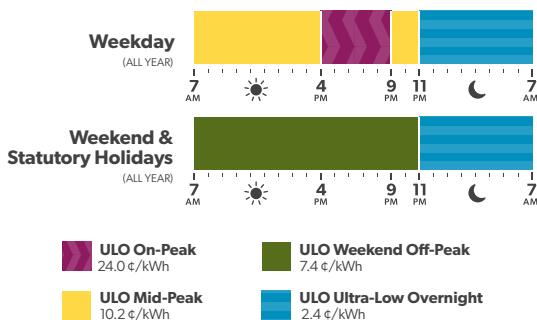 Weekday
(ALL YEAR)
7 4 9 11 7
AM PM PM PM AM
Weekend &
Statutory Holidays
(ALL YEAR)
7 4 9 11 7
AM PM PM PM AM
ULO On-Peak
24.0 ¢/kWh
ULO Weekend Off-Peak
7.4 ¢/kWh
ULO Mid-Peak
10.2 ¢/kWh
ULO Ultra-Low Overnight
2.4 ¢/kWh